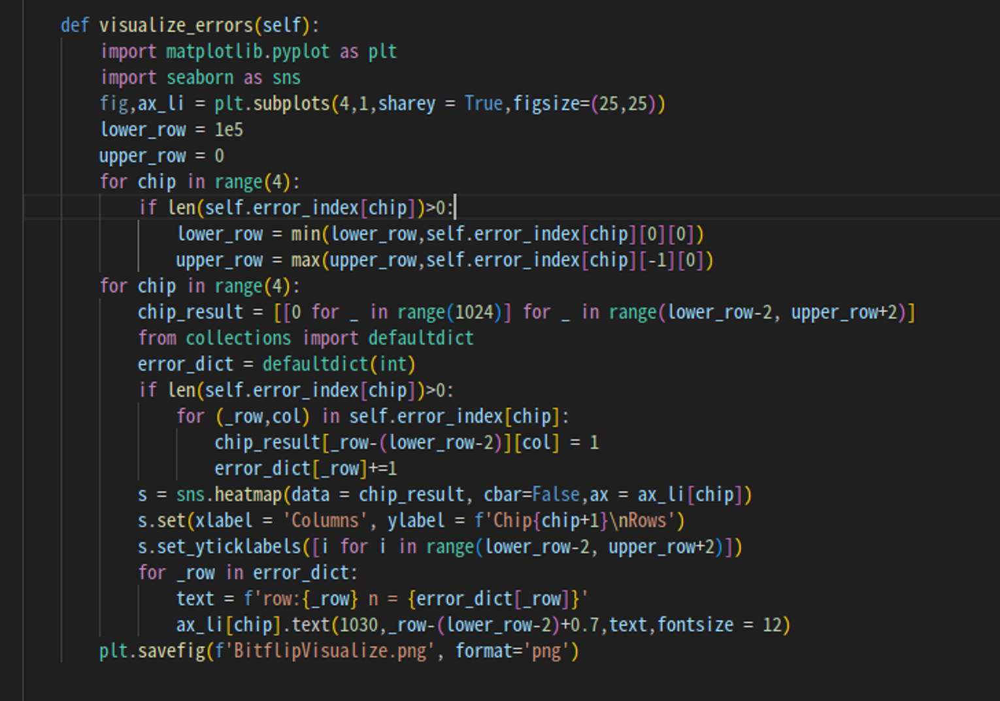 def visualize_errors(self):
    import matplotlib.pyplot as plt
    import seaborn as sns
    fig,ax_li = plt.subplots(4,1,sharey = True,figsize=(25,25))
    lower_row = 1e5
    upper_row = 0
    for chip in range(4):
        if len(self.error_index[chip])>0:
            lower_row = min(lower_row,self.error_index[chip][0][0])
            upper_row = max(upper_row,self.error_index[chip][-1][0])
    for chip in range(4):
        chip_result = [[0 for _ in range(1024)] for _ in range(lower_row-2, upper_row+2)]
        from collections import defaultdict
        error_dict = defaultdict(int)
        if len(self.error_index[chip])>0:
            for (_row,col) in self.error_index[chip]:
                chip_result[_row-(lower_row-2)][col] = 1
                error_dict[_row]+=1
        s = sns.heatmap(data = chip_result, cbar=False,ax = ax_li[chip])
        s.set(xlabel = 'Columns', ylabel = f'Chip{chip+1}\nRows')
        s.set_yticklabels([i for i in range(lower_row-2, upper_row+2)])
        for _row in error_dict:
            text = f'row:{_row} n = {error_dict[_row]}'
            ax_li[chip].text(1030,_row-(lower_row-2)+0.7,text,fontsize = 12)
    plt.savefig(f'BitflipVisualize.png', format='png')